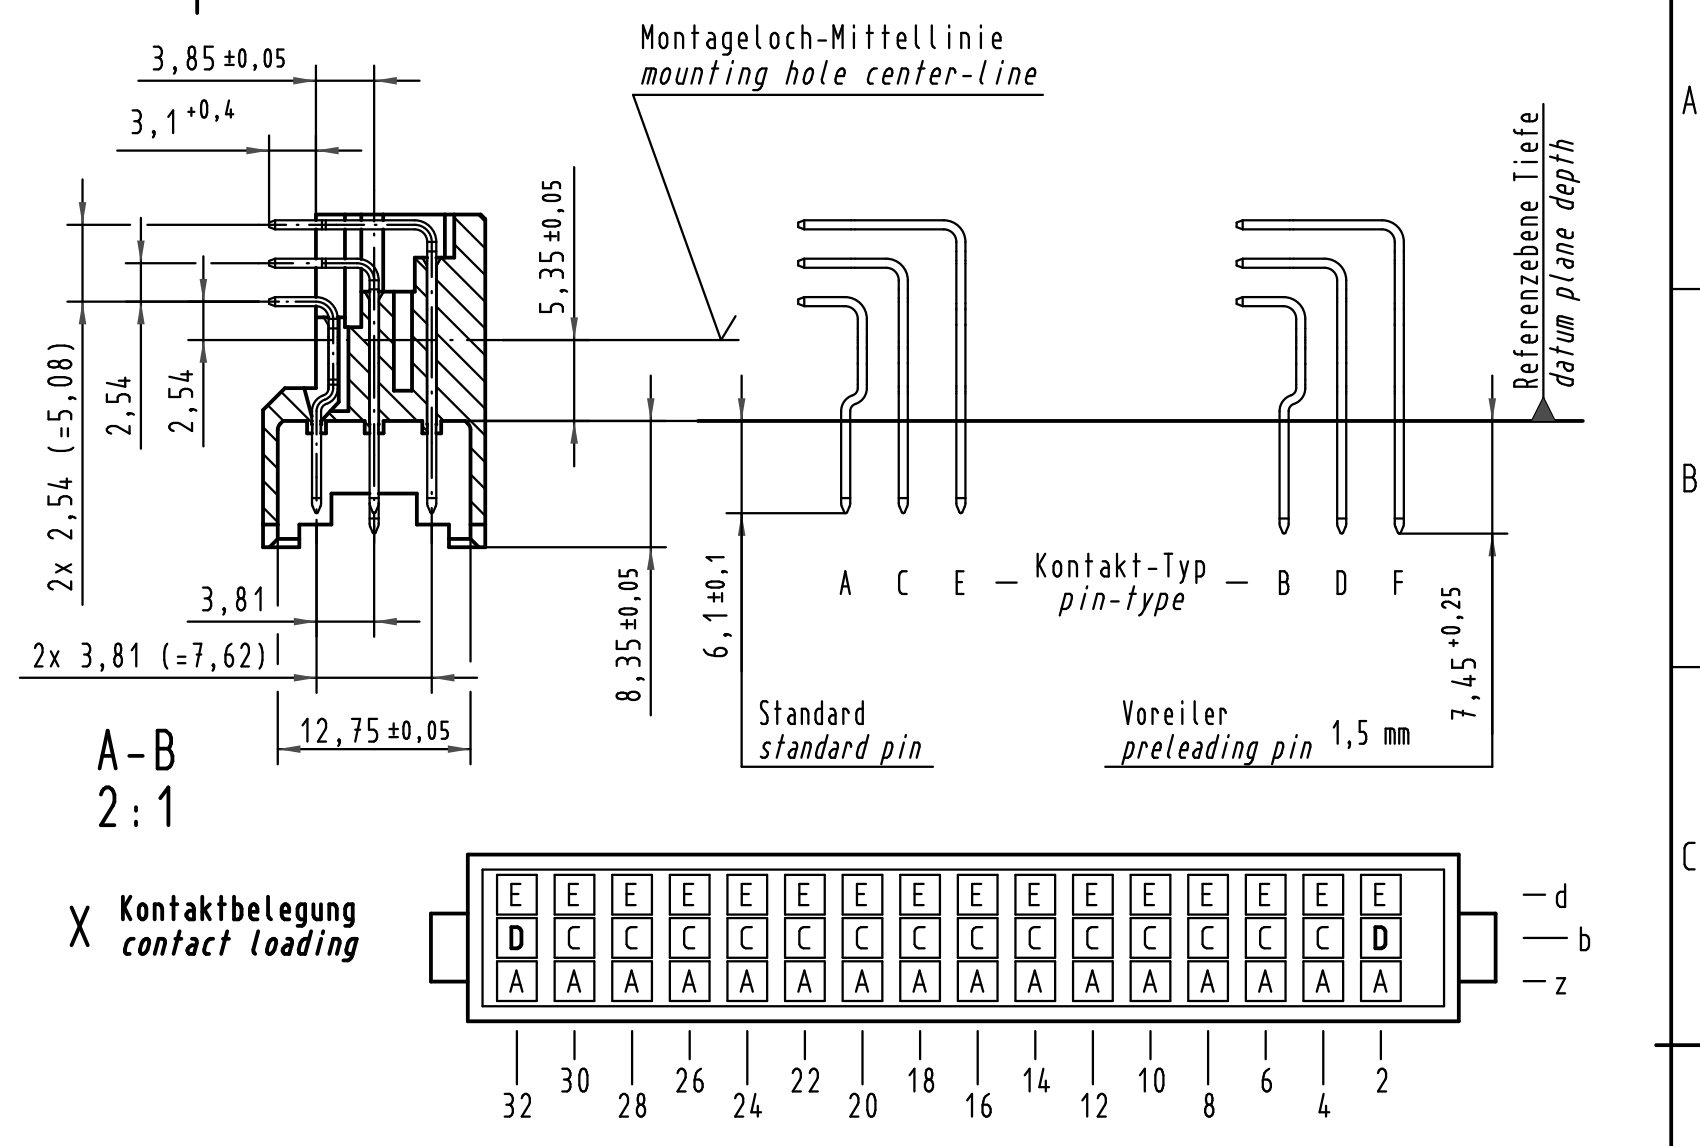 3,85 ±0,05
3,1 +0,4
Montageloch-Mittellinie
mounting hole center-line
5,35 ±0,05
Referenzebene Tiefe
datum plane depth
A
B
C
2x 2,54 (=5,08)
2,54
2,54
3,81
2x 3,81 (=7,62)
12,75 ±0,05
8,35 ±0,05
6,1 ±0,1
A C E – Kontakt-Typ – B D F
pin-type
7,45 +0,25
Standard
standard pin
Voreiler
preleading pin 1,5 mm
A-B
2:1
X Kontaktbelegung
contact loading
E E E E E E E E E E E E E E E E – d
D C C C C C C C C C C C C C C D — b
A A A A A A A A A A A A A A A A – z
30 26 22 18 14 10 6 2
32 28 24 20 16 12 8 4